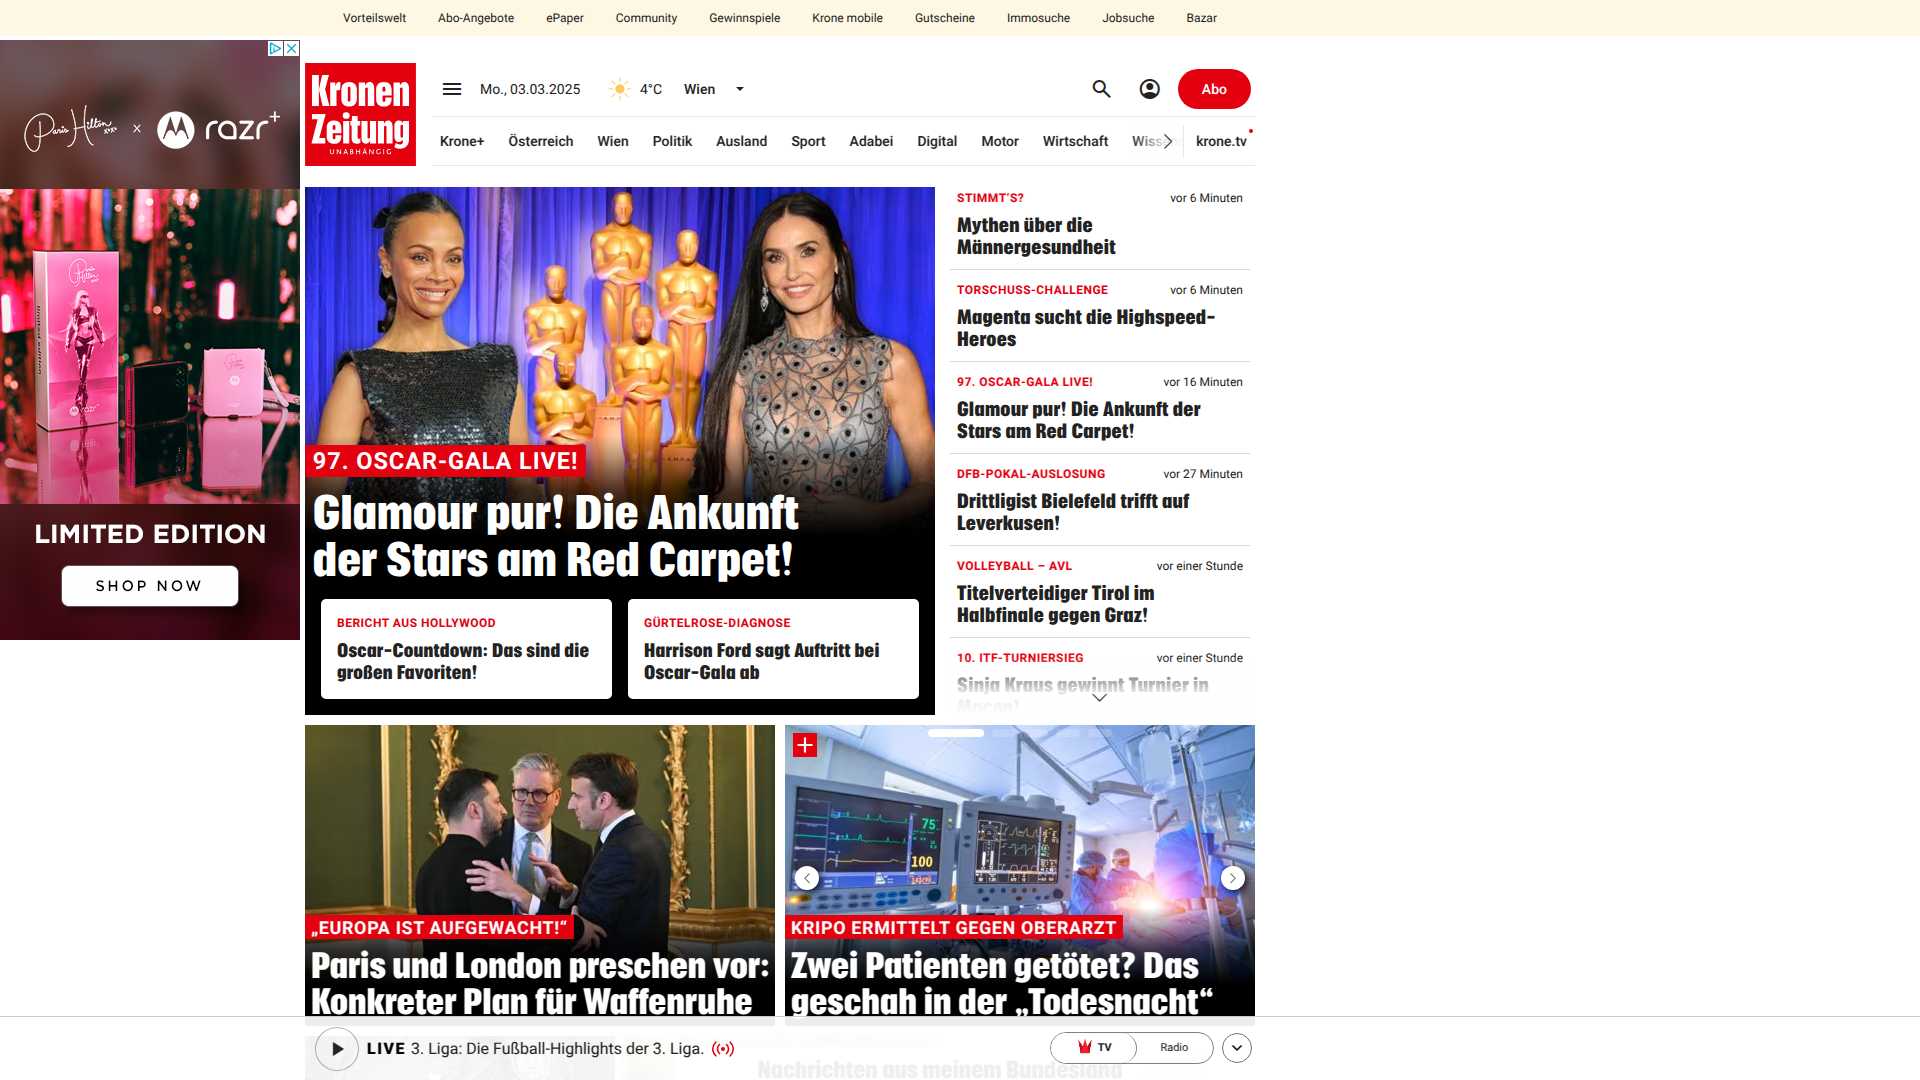 Vorteilswelt Abo-Angebote ePaper Community Gewinnspiele Krone mobile Gutscheine Immosuche Jobsuche Bazar
Paris Hilton x razr+
LIMITED EDITION
SHOP NOW
Kronen
Zeitung
UNABHÄNGIG
Mo., 03.03.2025 4°C Wien
Abo
Krone+ Österreich Wien Politik Ausland Sport Adabei Digital Motor Wirtschaft krone.tv
97. OSCAR-GALA LIVE!
Glamour pur! Die Ankunft
der Stars am Red Carpet!
BERICHT AUS HOLLYWOOD
Oscar-Countdown: Das sind die
großen Favoriten!
GÜRTELROSE-DIAGNOSE
Harrison Ford sagt Auftritt bei
Oscar-Gala ab
STIMMT'S? vor 6 Minuten
Mythen über die
Männergesundheit
TORSCHUSS-CHALLENGE vor 6 Minuten
Magenta sucht die Highspeed-
Heroes
97. OSCAR-GALA LIVE! vor 16 Minuten
Glamour pur! Die Ankunft der
Stars am Red Carpet!
DFB-POKAL-AUSLOSUNG vor 27 Minuten
Drittligist Bielefeld trifft auf
Leverkusen!
VOLLEYBALL – AVL vor einer Stunde
Titelverteidiger Tirol im
Halbfinale gegen Graz!
10. ITF-TURNIERSIEG vor einer Stunde
Sinja Kraus gewinnt Turnier in
Macon!
„EUROPA IST AUFGEWACHT!“
Paris und London preschen vor:
Konkreter Plan für Waffenruhe
75
100
KRIPO ERMITTELT GEGEN OBERARZT
Zwei Patienten getötet? Das
geschah in der „Todesnacht“
LIVE 3. Liga: Die Fußball-Highlights der 3. Liga.
TV Radio
Nachrichten aus meinem Bundesland